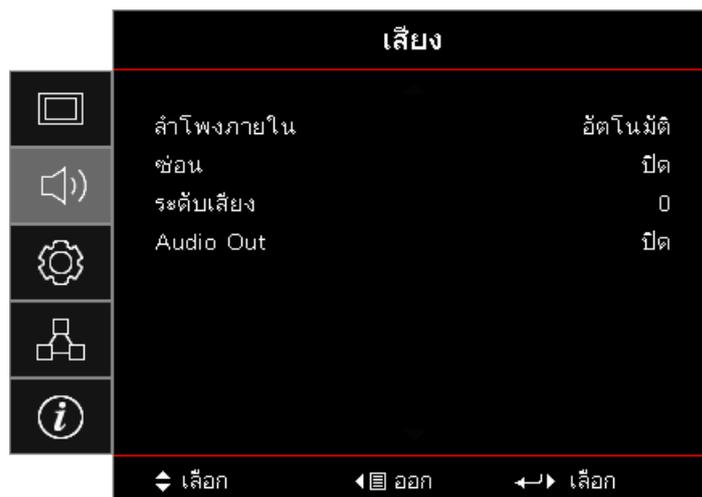 เสียง
ลำโพงภายใน อัตโนมัติ
ซ่อน ปิด
ระดับเสียง 0
Audio Out ปิด
เลือก ออก เลือก